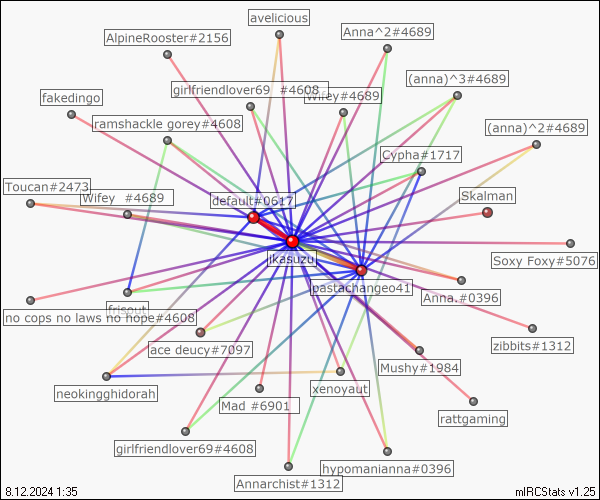 avelicious
AlpineRooster#2156
Anna^2#4689
(anna)^3#4689
girlfriendlover69 #4608
Wifey#4689
fakedingo
ramshackle gorey#4608
(anna)^2#4689
Cypha#1717
Toucan#2473
Wifey #4689
default#0617
Skalman
jkasuzu
Soxy Foxy#5076
pastachangeo41
Anna.#0396
frisout
no cops no laws no hope#4608
ace deucy#7097
zibbits#1312
Mushy#1984
neokingghidorah
xenoyaut
Mad #6901
rattgaming
girlfriendlover69#4608
hypomanianna#0396
Annarchist#1312
8.12.2024 1:35
mIRCStats v1.25